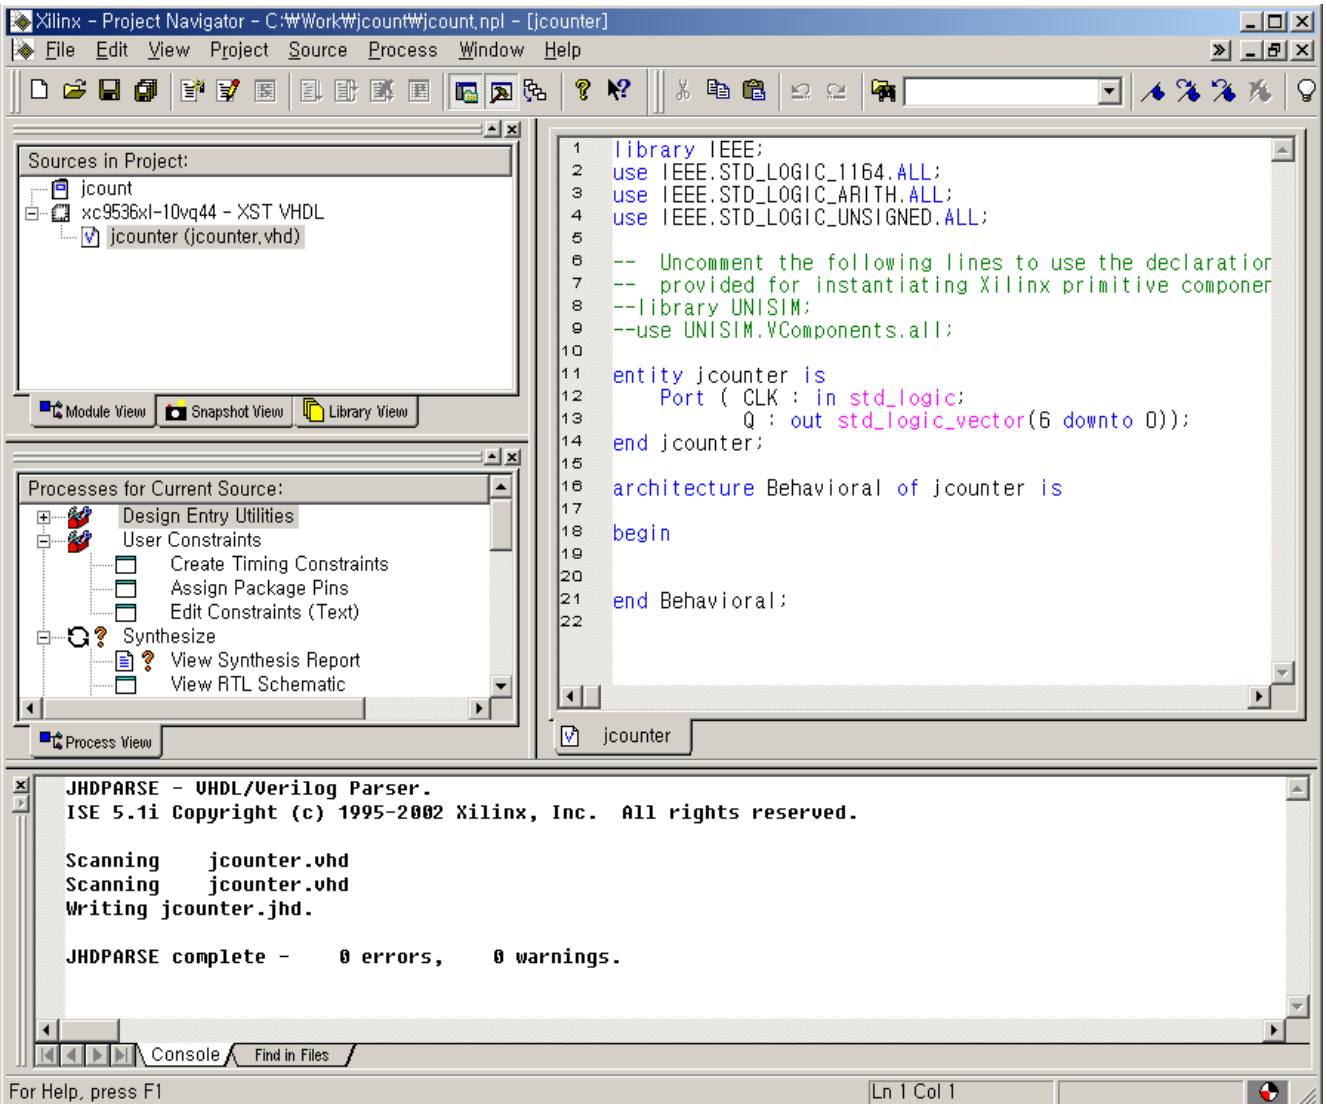 Xilinx - Project Navigator - C:₩Work₩jcount₩jcount.npl - [jcounter]
File Edit View Project Source Process Window Help
Sources in Project:
jcount
xc9536xl-10vq44 - XST VHDL
jcounter (jcounter.vhd)
Module View Snapshot View Library View
Processes for Current Source:
Design Entry Utilities
User Constraints
Create Timing Constraints
Assign Package Pins
Edit Constraints (Text)
Synthesize
View Synthesis Report
View RTL Schematic
Process View
1 library IEEE;
2 use IEEE.STD_LOGIC_1164.ALL;
3 use IEEE.STD_LOGIC_ARITH.ALL;
4 use IEEE.STD_LOGIC_UNSIGNED.ALL;
5
6 -- Uncomment the following lines to use the declaration
7 -- provided for instantiating Xilinx primitive componen
8 --library UNISIM;
9 --use UNISIM.VComponents.all;
10
11 entity jcounter is
12 Port ( CLK : in std_logic;
13 Q : out std_logic_vector(6 downto 0));
14 end jcounter;
15
16 architecture Behavioral of jcounter is
17
18 begin
19
20
21 end Behavioral;
22
jcounter
JHDPARSE - VHDL/Verilog Parser.
ISE 5.1i Copyright (c) 1995-2002 Xilinx, Inc. All rights reserved.
Scanning jcounter.vhd
Scanning jcounter.vhd
Writing jcounter.jhd.
JHDPARSE complete - 0 errors, 0 warnings.
Console Find in Files
For Help, press F1 Ln 1 Col 1